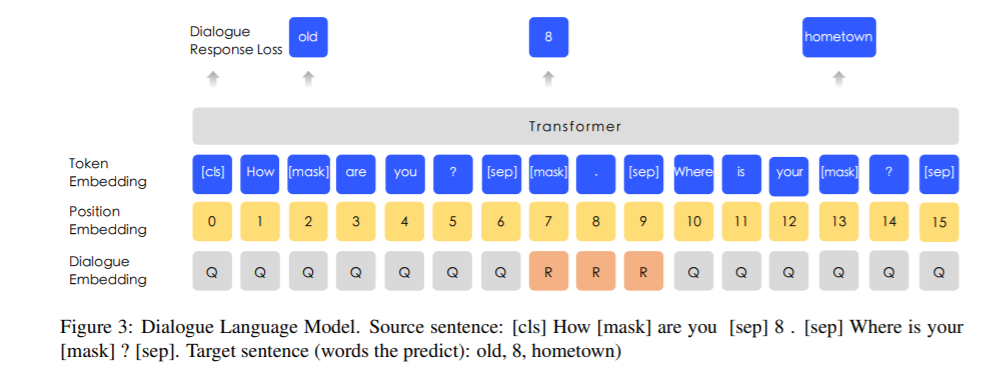 Dialogue
Response Loss
old
8
hometown
Transformer
Token
Embedding
[cls] How [mask] are you ? [sep] [mask] . [sep] Where is your [mask] ? [sep]
Position
Embedding
0 1 2 3 4 5 6 7 8 9 10 11 12 13 14 15
Dialogue
Embedding
Q Q Q Q Q Q Q R R R Q Q Q Q Q Q
Figure 3: Dialogue Language Model. Source sentence: [cls] How [mask] are you [sep] 8 . [sep] Where is your
[mask] ? [sep]. Target sentence (words the predict): old, 8, hometown)